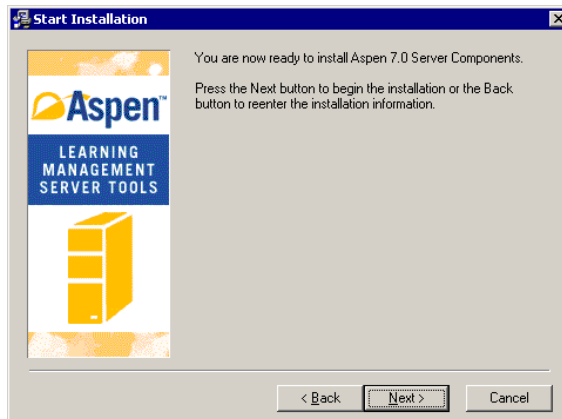 Start Installation
You are now ready to install Aspen 7.0 Server Components.
Press the Next button to begin the installation or the Back
button to reenter the installation information.
Aspen™
LEARNING
MANAGEMENT
SERVER TOOLS
< Back
Next >
Cancel